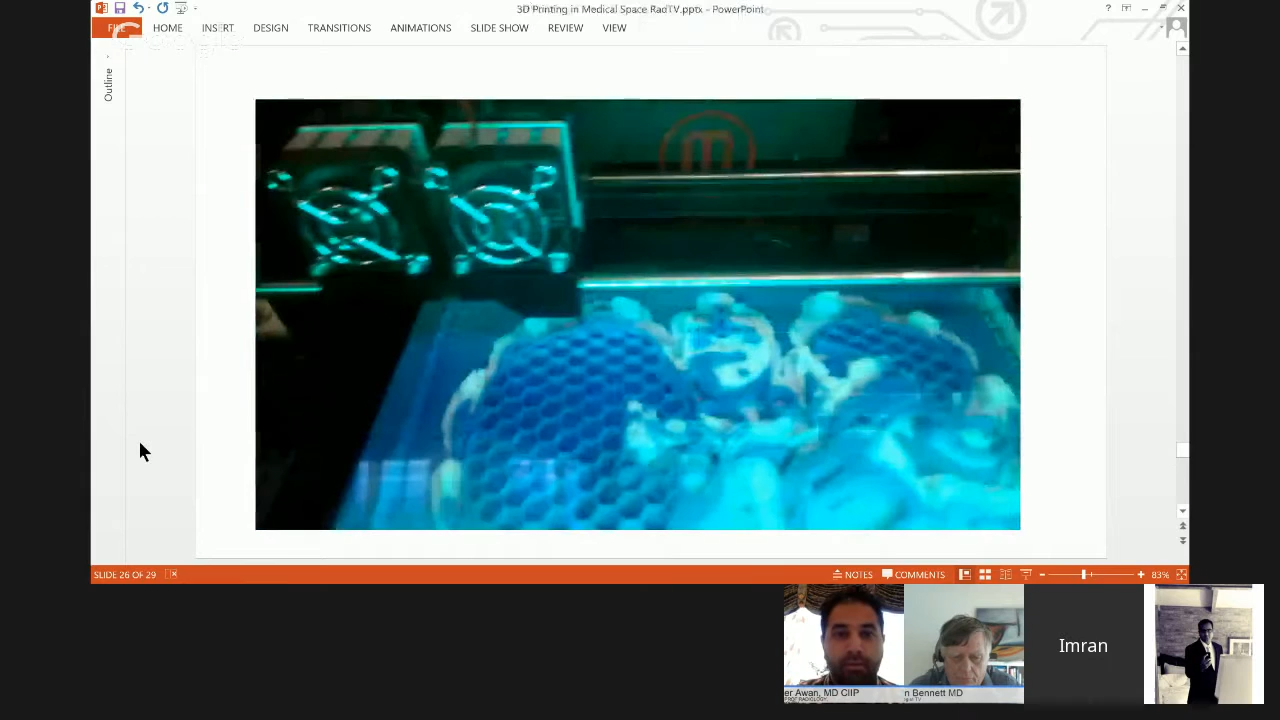 3D Printing in Medical Space RadTV.pptx - PowerPoint
FILE HOME INSERT DESIGN TRANSITIONS ANIMATIONS SLIDE SHOW REVIEW VIEW
Google
Outline
SLIDE 26 OF 29 NOTES COMMENTS 83%
Imran
er Awan, MD CIIP
n Bennett MD